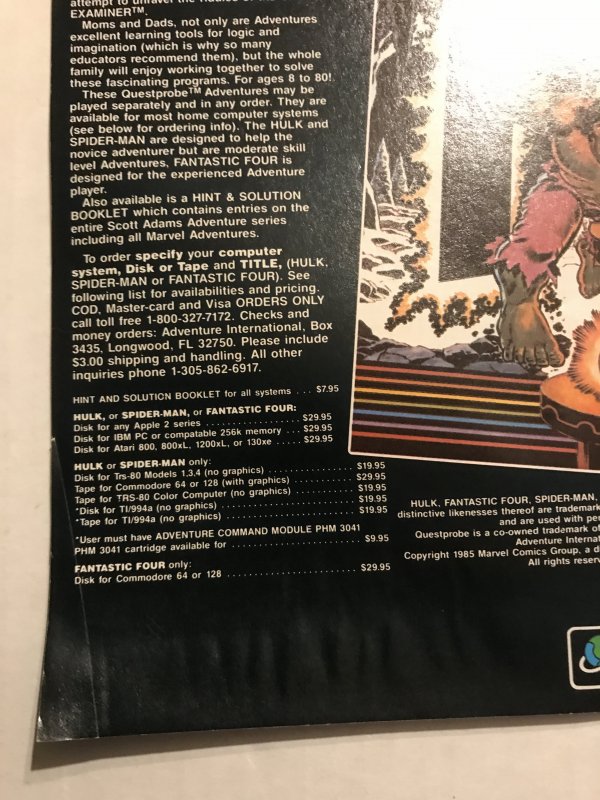 attempt to unravel the riddles of the
EXAMINER™.
Moms and Dads, not only are Adventures
excellent learning tools for logic and
imagination (which is why so many
educators recommend them), but the whole
family will enjoy working together to solve
these fascinating programs. For ages 8 to 80!
These Questprobe™ Adventures may be
played separately and in any order. They are
available for most home computer systems
(see below for ordering info). The HULK and
SPIDER-MAN are designed to help the
novice adventurer but are moderate skill
level Adventures, FANTASTIC FOUR is
designed for the experienced Adventure
player.
Also available is a HINT & SOLUTION
BOOKLET which contains entries on the
entire Scott Adams Adventure series
including all Marvel Adventures.
To order specify your computer
system, Disk or Tape and TITLE, (HULK,
SPIDER-MAN or FANTASTIC FOUR). See
following list for availabilities and pricing.
COD, Master-card and Visa ORDERS ONLY
call toll free 1-800-327-7172. Checks and
money orders: Adventure International, Box
3435, Longwood, FL 32750. Please include
$3.00 shipping and handling. All other
inquiries phone 1-305-862-6917.
HINT AND SOLUTION BOOKLET for all systems ... $7.95
HULK, or SPIDER-MAN, or FANTASTIC FOUR:
Disk for any Apple 2 series .................. $29.95
Disk for IBM PC or compatable 256k memory ... $29.95
Disk for Atari 800, 800xL, 1200xL, or 130xe ..... $29.95
HULK or SPIDER-MAN only:
Disk for Trs-80 Models 1,3,4 (no graphics) ............... $19.95
Tape for Commodore 64 or 128 (with graphics) .......... $29.95
Tape for TRS-80 Color Computer (no graphics) .......... $19.95
*Disk for TI/994a (no graphics) ........................ $19.95
*Tape for TI/994a (no graphics) ........................ $19.95
*User must have ADVENTURE COMMAND MODULE PHM 3041
PHM 3041 cartridge available for ....................... $9.95
FANTASTIC FOUR only:
Disk for Commodore 64 or 128 ...................... $29.95
HULK, FANTASTIC FOUR, SPIDER-MAN,
distinctive likenesses thereof are trademark
and are used with per
Questprobe is a co-owned trademark of
Adventure Internat
Copyright 1985 Marvel Comics Group, a d
All rights reserv